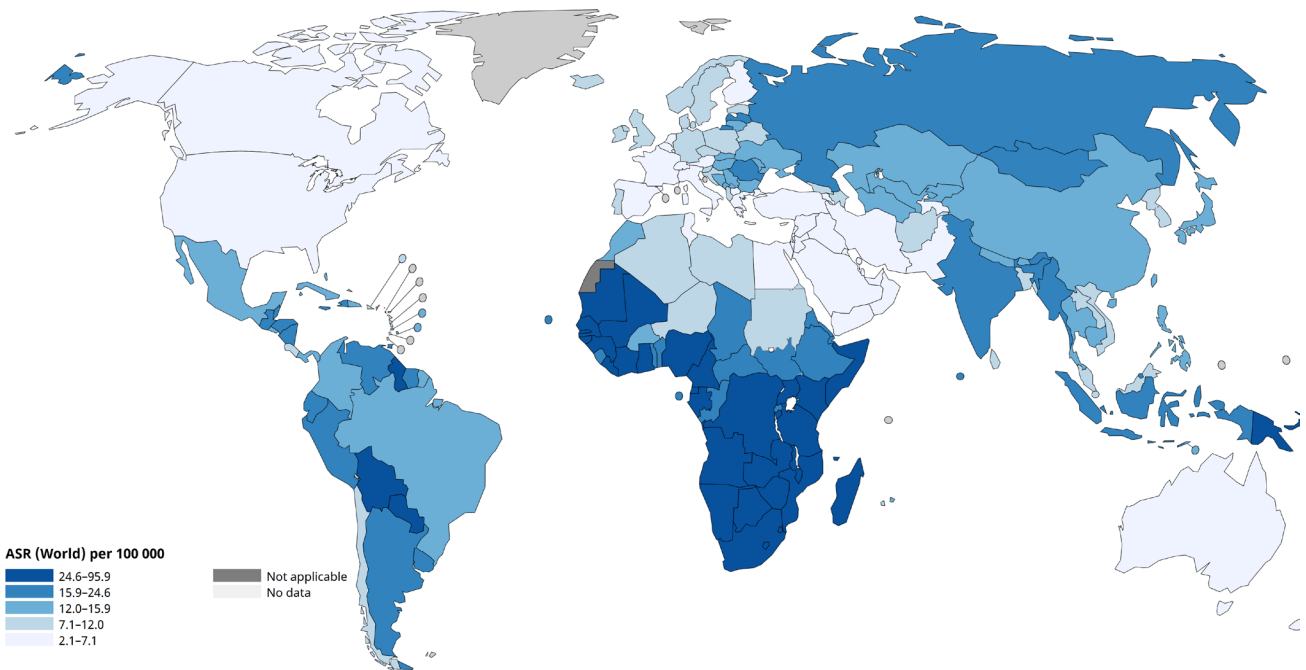 ASR (World) per 100 000
24.6–95.9
15.9–24.6
12.0–15.9
7.1–12.0
2.1–7.1
Not applicable
No data